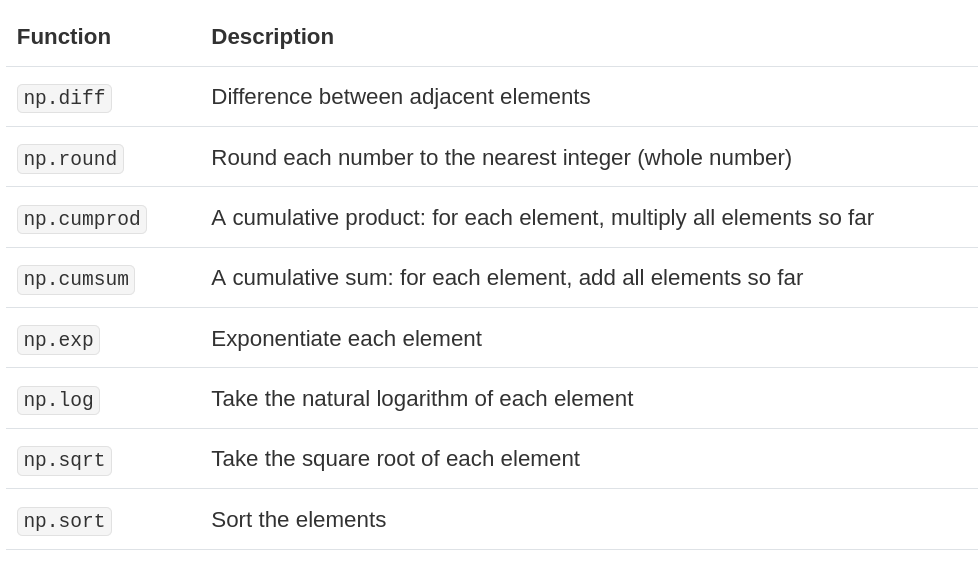 Function Description
np.diff Difference between adjacent elements
np.round Round each number to the nearest integer (whole number)
np.cumprod A cumulative product: for each element, multiply all elements so far
np.cumsum A cumulative sum: for each element, add all elements so far
np.exp Exponentiate each element
np.log Take the natural logarithm of each element
np.sqrt Take the square root of each element
np.sort Sort the elements